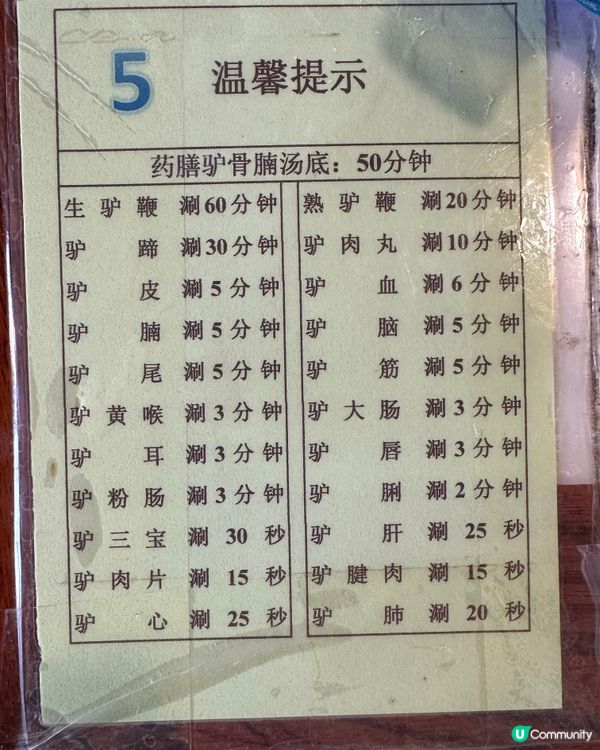 5
温馨提示
药膳驴骨腩汤底：50分钟
生驴鞭 涮60分钟
驴蹄 涮30分钟
驴皮 涮5分钟
驴腩 涮5分钟
驴尾 涮5分钟
驴黄喉 涮3分钟
驴耳 涮3分钟
驴粉肠 涮3分钟
驴三宝 涮30秒
驴肉片 涮15秒
驴心 涮25秒
熟驴鞭 涮20分钟
驴肉丸 涮10分钟
驴血 涮6分钟
驴脑 涮5分钟
驴筋 涮5分钟
驴大肠 涮3分钟
驴唇 涮3分钟
驴脷 涮2分钟
驴肝 涮25秒
驴腱肉 涮15秒
驴肺 涮20秒
U Community